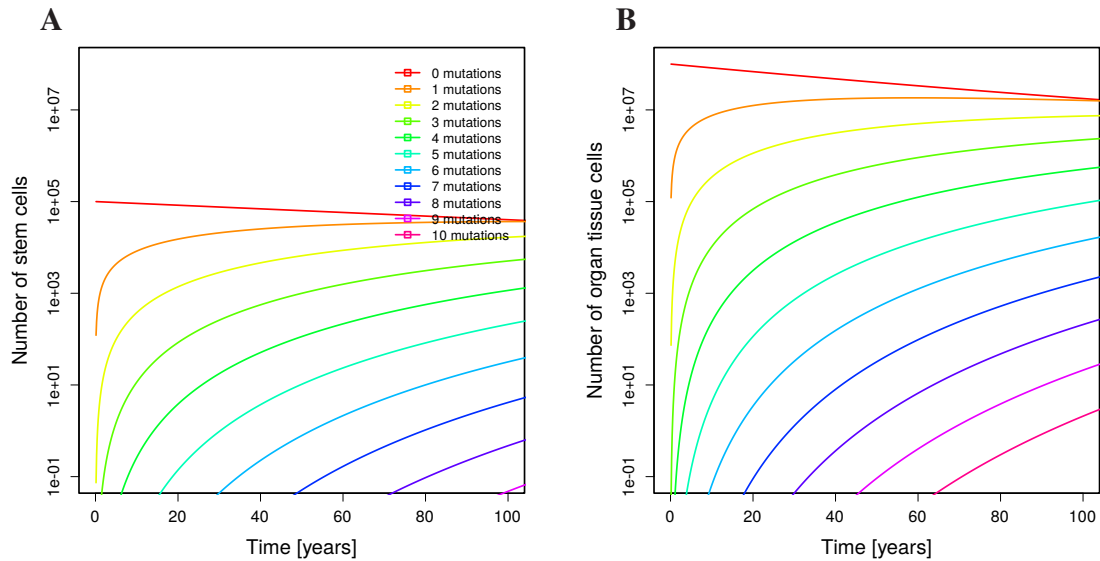 A
Number of stem cells
1e+07
1e+05
1e+03
1e+01
1e-01
0 mutations
1 mutations
2 mutations
3 mutations
4 mutations
5 mutations
6 mutations
7 mutations
8 mutations
9 mutations
10 mutations
0 20 40 60 80 100
Time [years]
B
Number of organ tissue cells
1e+07
1e+05
1e+03
1e+01
1e-01
0 20 40 60 80 100
Time [years]